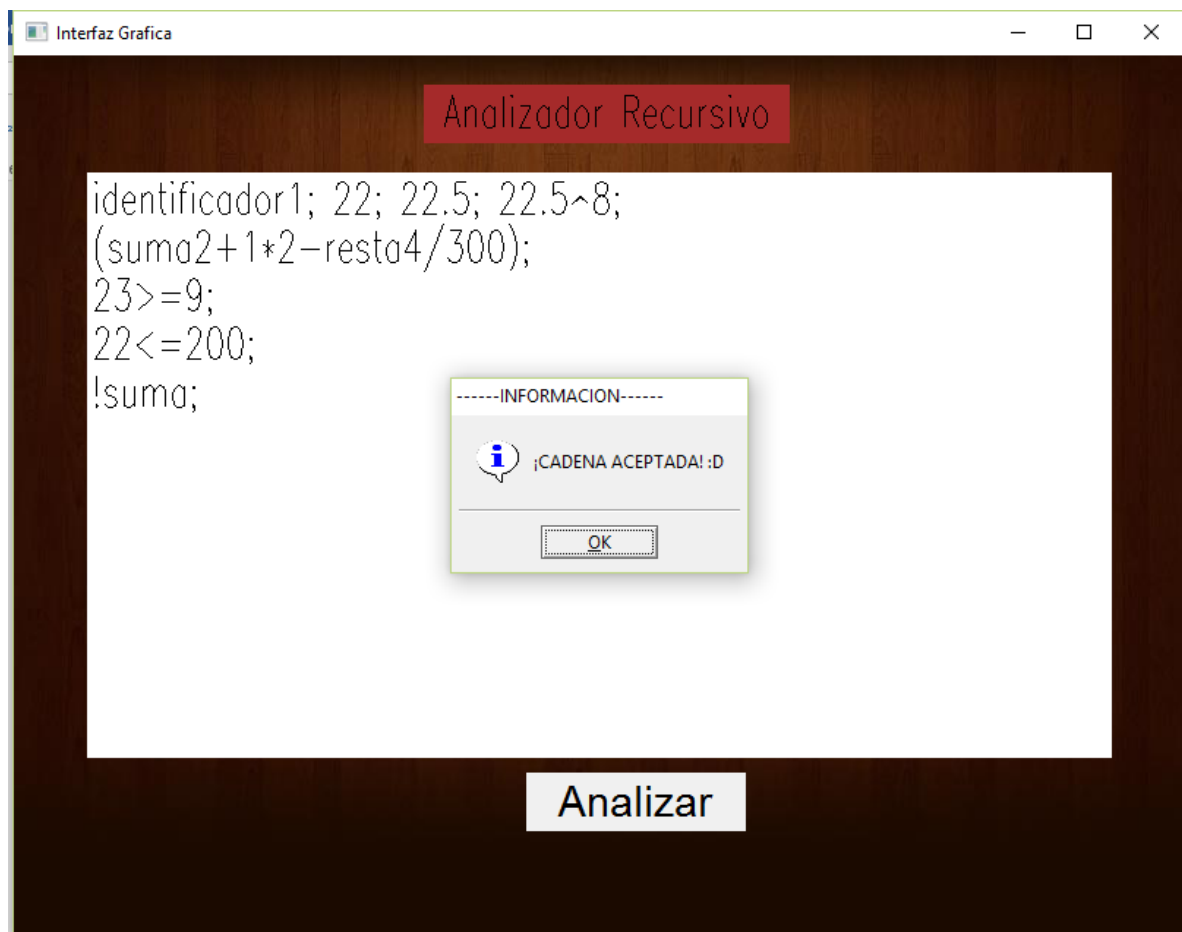 Interfaz Grafica
Analizador Recursivo
identificador1; 22; 22.5; 22.5^8;
(suma2+1*2-resta4/300);
23>=9;
22<=200;
!suma;
------INFORMACION------
¡CADENA ACEPTADA! :D
OK
Analizar